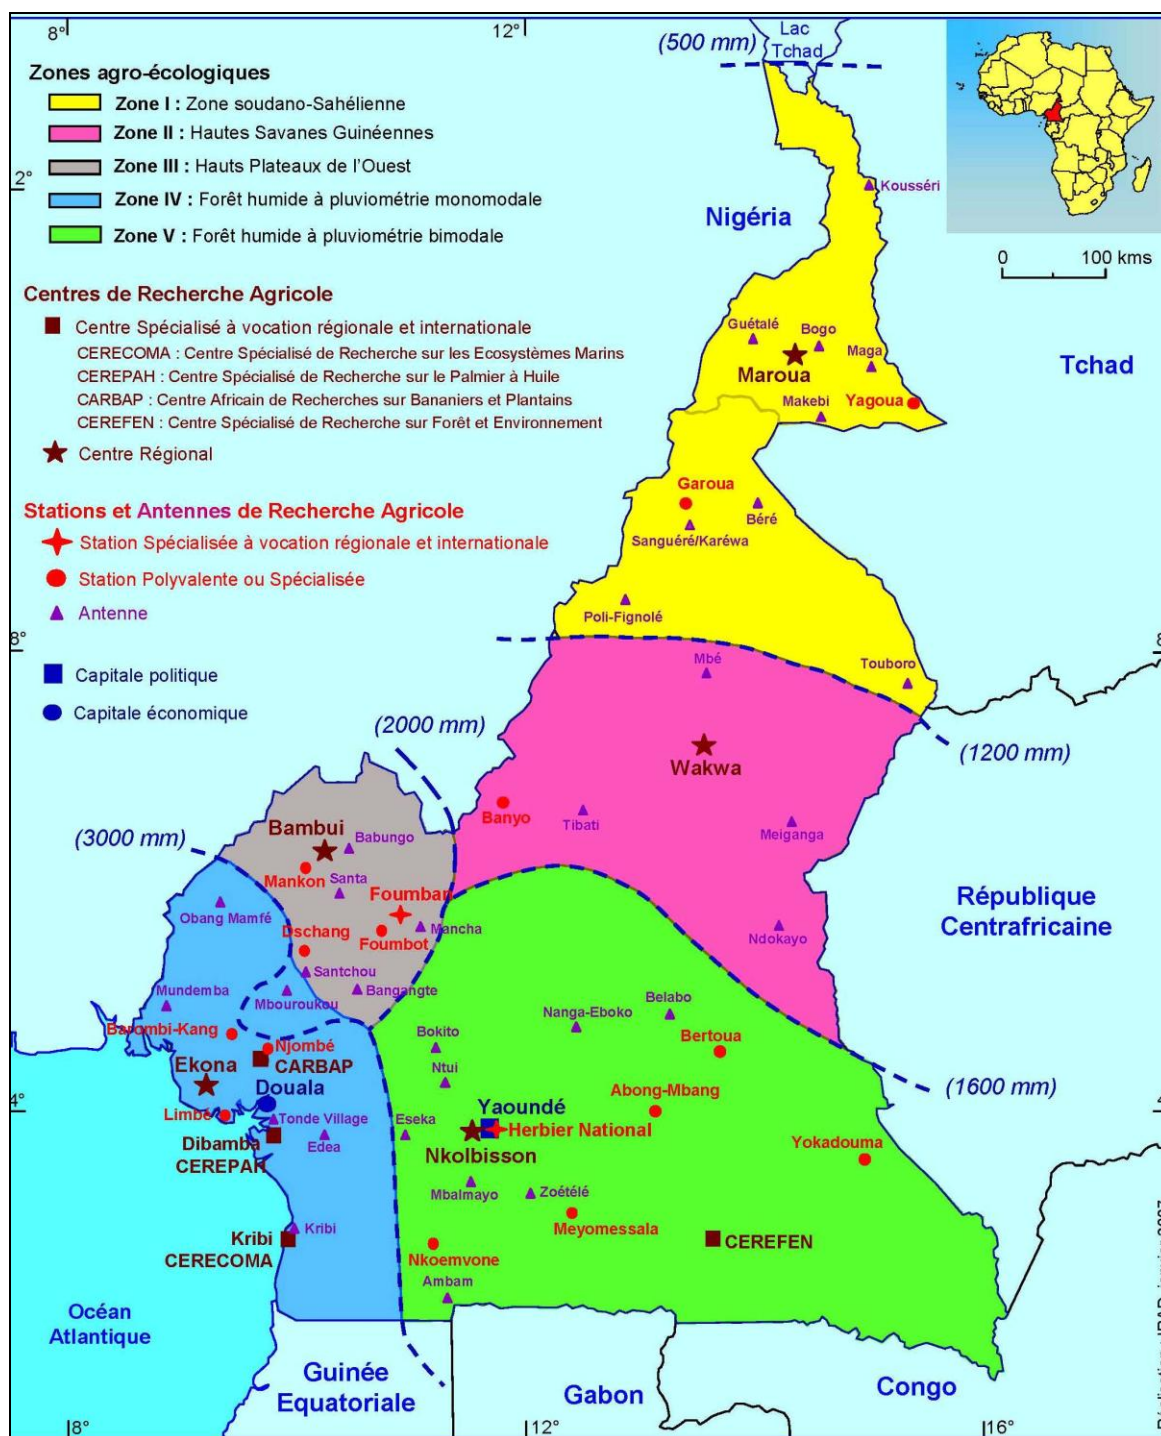 8°
12°
(500 mm)
Lac
Tchad
Zones agro-écologiques
Zone I : Zone soudano-Sahélienne
Zone II : Hautes Savanes Guinéennes
Zone III : Hauts Plateaux de l'Ouest
Zone IV : Forêt humide à pluviométrie monomodale
Zone V : Forêt humide à pluviométrie bimodale
2°
Nigéria
Kousséri
0 100 kms
Centres de Recherche Agricole
Centre Spécialisé à vocation régionale et internationale
CERECOMA : Centre Spécialisé de Recherche sur les Ecosystèmes Marins
CEREPAH : Centre Spécialisé de Recherche sur le Palmier à Huile
CARBAP : Centre Africain de Recherches sur Bananiers et Plantains
CEREFEN : Centre Spécialisé de Recherche sur Forêt et Environnement
Centre Régional
Guétalé
Bogo
Maga
Maroua
Makebi
Yagoua
Tchad
Stations et Antennes de Recherche Agricole
Station Spécialisée à vocation régionale et internationale
Station Polyvalente ou Spécialisée
Antenne
Garoua
Béré
Sanguéré/Karéwa
Poli-Fignolé
8°
8°
Capitale politique
Capitale économique
Mbé
Touboro
(2000 mm)
(1200 mm)
Wakwa
Banyo
Tibati
Meiganga
(3000 mm)
Bambui
Babungo
Mankon
Santa
Foumban
Obang Mamfé
Dschang
Foumbot
Mancha
Ndokayo
République
Centrafricaine
Santchou
Mundemba
Mbouroukou
Bangangte
Barombi-Kang
Njombé
CARBAP
Ekona
Douala
Bokito
Nanga-Eboko
Belabo
Bertoua
Ntui
Abong-Mbang
(1600 mm)
4°
4°
Limbé
Tonde Village
Edea
Eseka
Yaoundé
Herbier National
Nkolbisson
Yokadouma
Dibamba
CEREPAH
Mbalmayo
Zoétélé
Meyomessala
Kribi
Kribi
CERECOMA
Nkoemvone
CEREFEN
Ambam
Océan
Atlantique
Guinée
Equatoriale
Gabon
Congo
8°
12°
16°